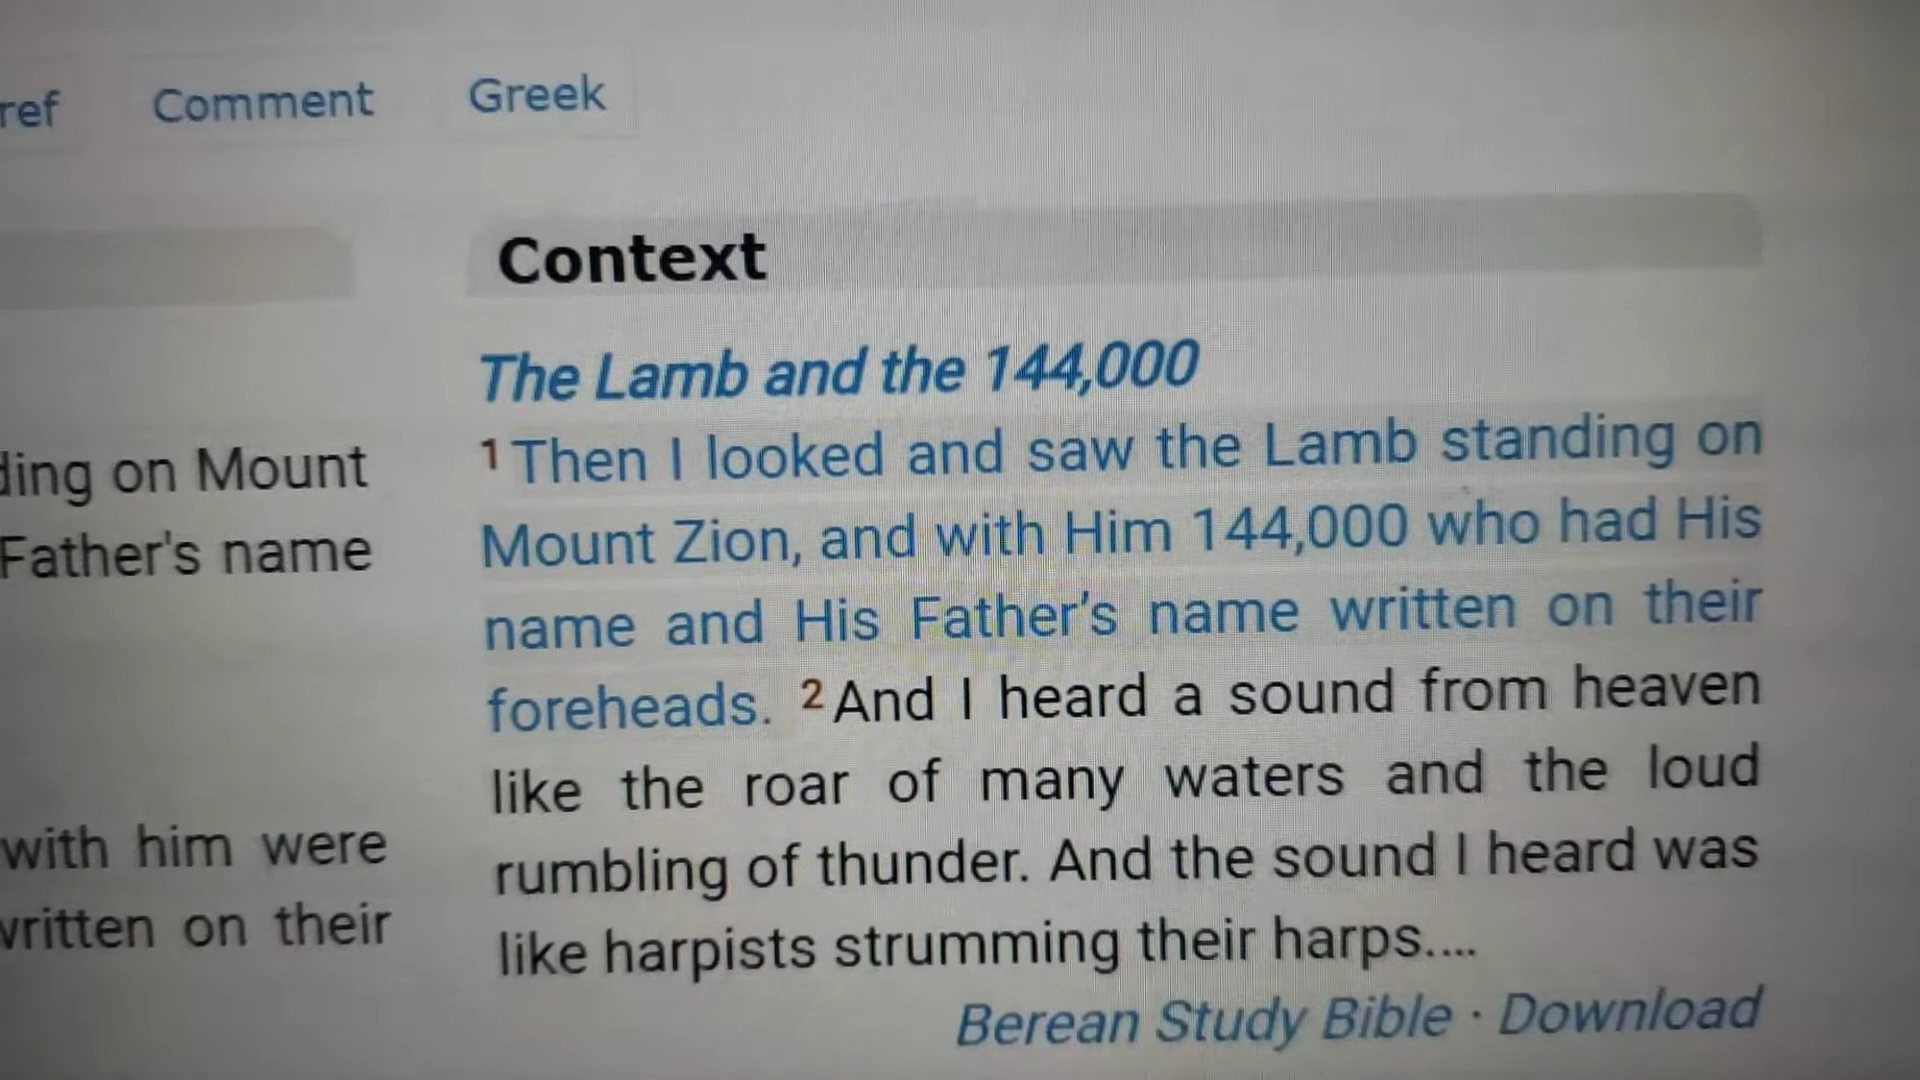 ref Comment Greek
Context
The Lamb and the 144,000
1 Then I looked and saw the Lamb standing on
Mount Zion, and with Him 144,000 who had His
name and His Father's name written on their
foreheads. 2 And I heard a sound from heaven
like the roar of many waters and the loud
rumbling of thunder. And the sound I heard was
like harpists strumming their harps....
Berean Study Bible · Download
ding on Mount
Father's name
with him were
written on their